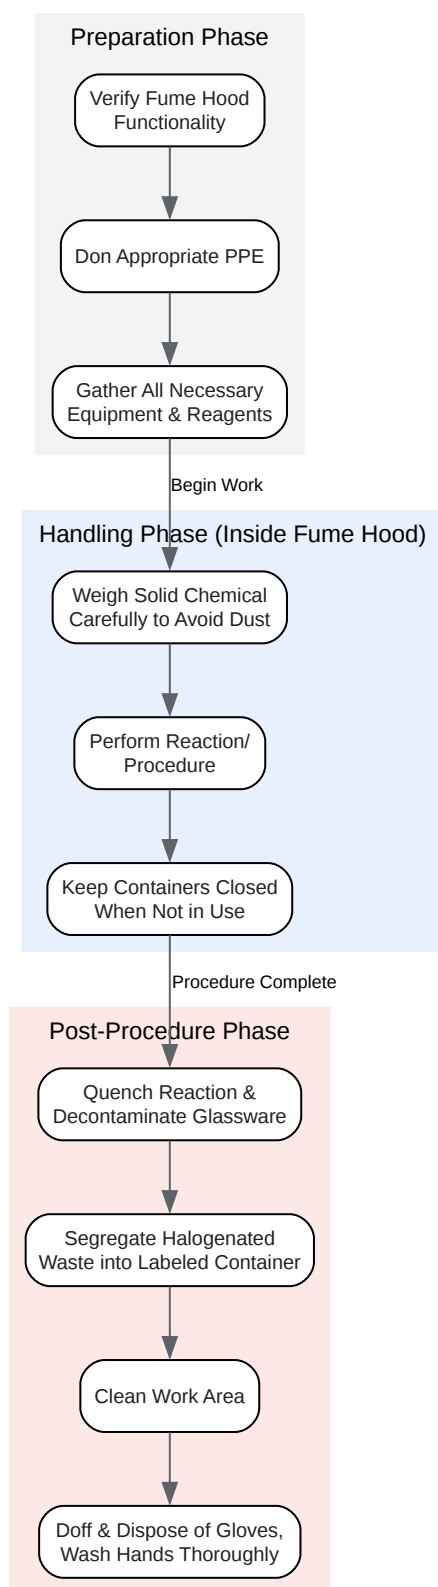 Preparation Phase
Verify Fume Hood
Functionality
Don Appropriate PPE
Gather All Necessary
Equipment & Reagents
Begin Work
Handling Phase (Inside Fume Hood)
Weigh Solid Chemical
Carefully to Avoid Dust
Perform Reaction/
Procedure
Keep Containers Closed
When Not in Use
Procedure Complete
Post-Procedure Phase
Quench Reaction &
Decontaminate Glassware
Segregate Halogenated
Waste into Labeled Container
Clean Work Area
Doff & Dispose of Gloves,
Wash Hands Thoroughly